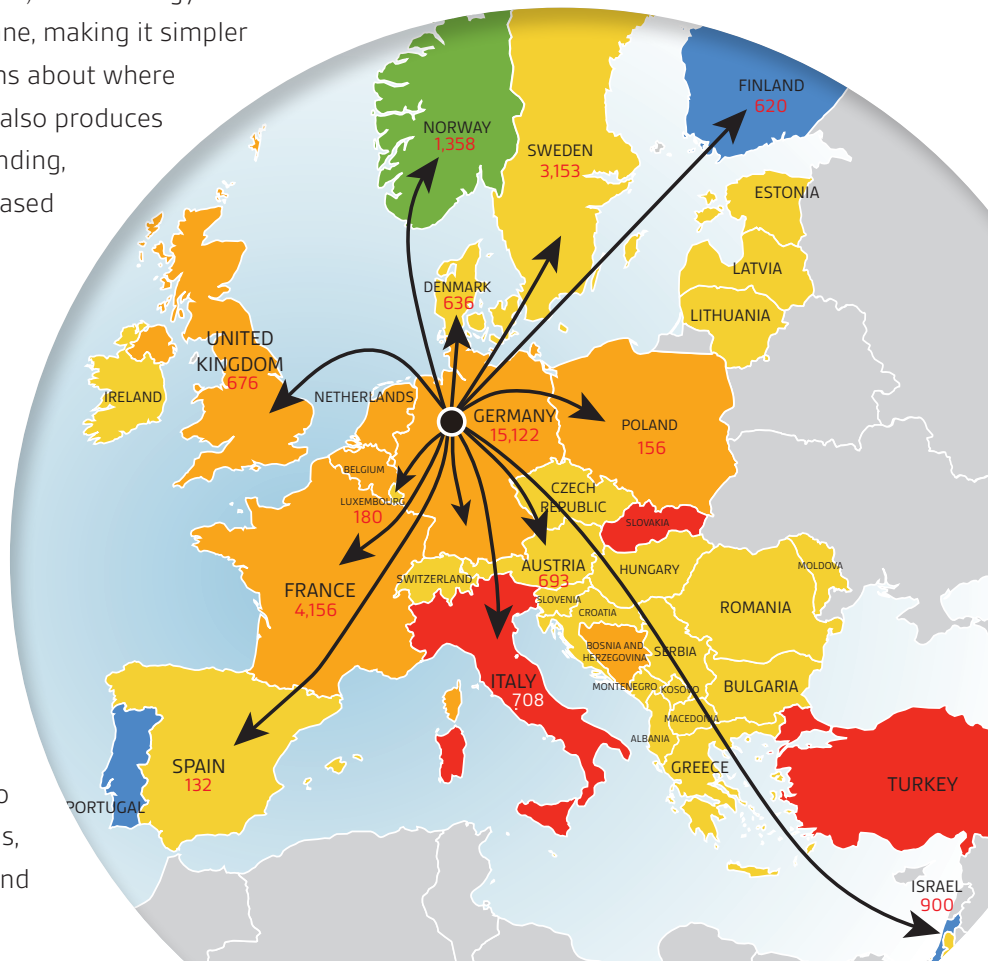 ine, making it simpler
ns about where
also produces
nding,
ased
FINLAND
620
NORWAY
1,358
SWEDEN
3,153
ESTONIA
LATVIA
LITHUANIA
DENMARK
636
UNITED
KINGDOM
676
IRELAND
NETHERLANDS
GERMANY
15,122
POLAND
156
BELGIUM
LUXEMBOURG
180
CZECH
REPUBLIC
SLOVAKIA
FRANCE
4,156
SWITZERLAND
AUSTRIA
693
HUNGARY
MOLDOVA
SLOVENIA
CROATIA
ROMANIA
BOSNIA AND
HERZEGOVINA
SERBIA
ITALY
708
MONTENEGRO
KOSOVO
BULGARIA
MACEDONIA
ALBANIA
GREECE
SPAIN
132
PORTUGAL
TURKEY
ISRAEL
900
o
s,
nd